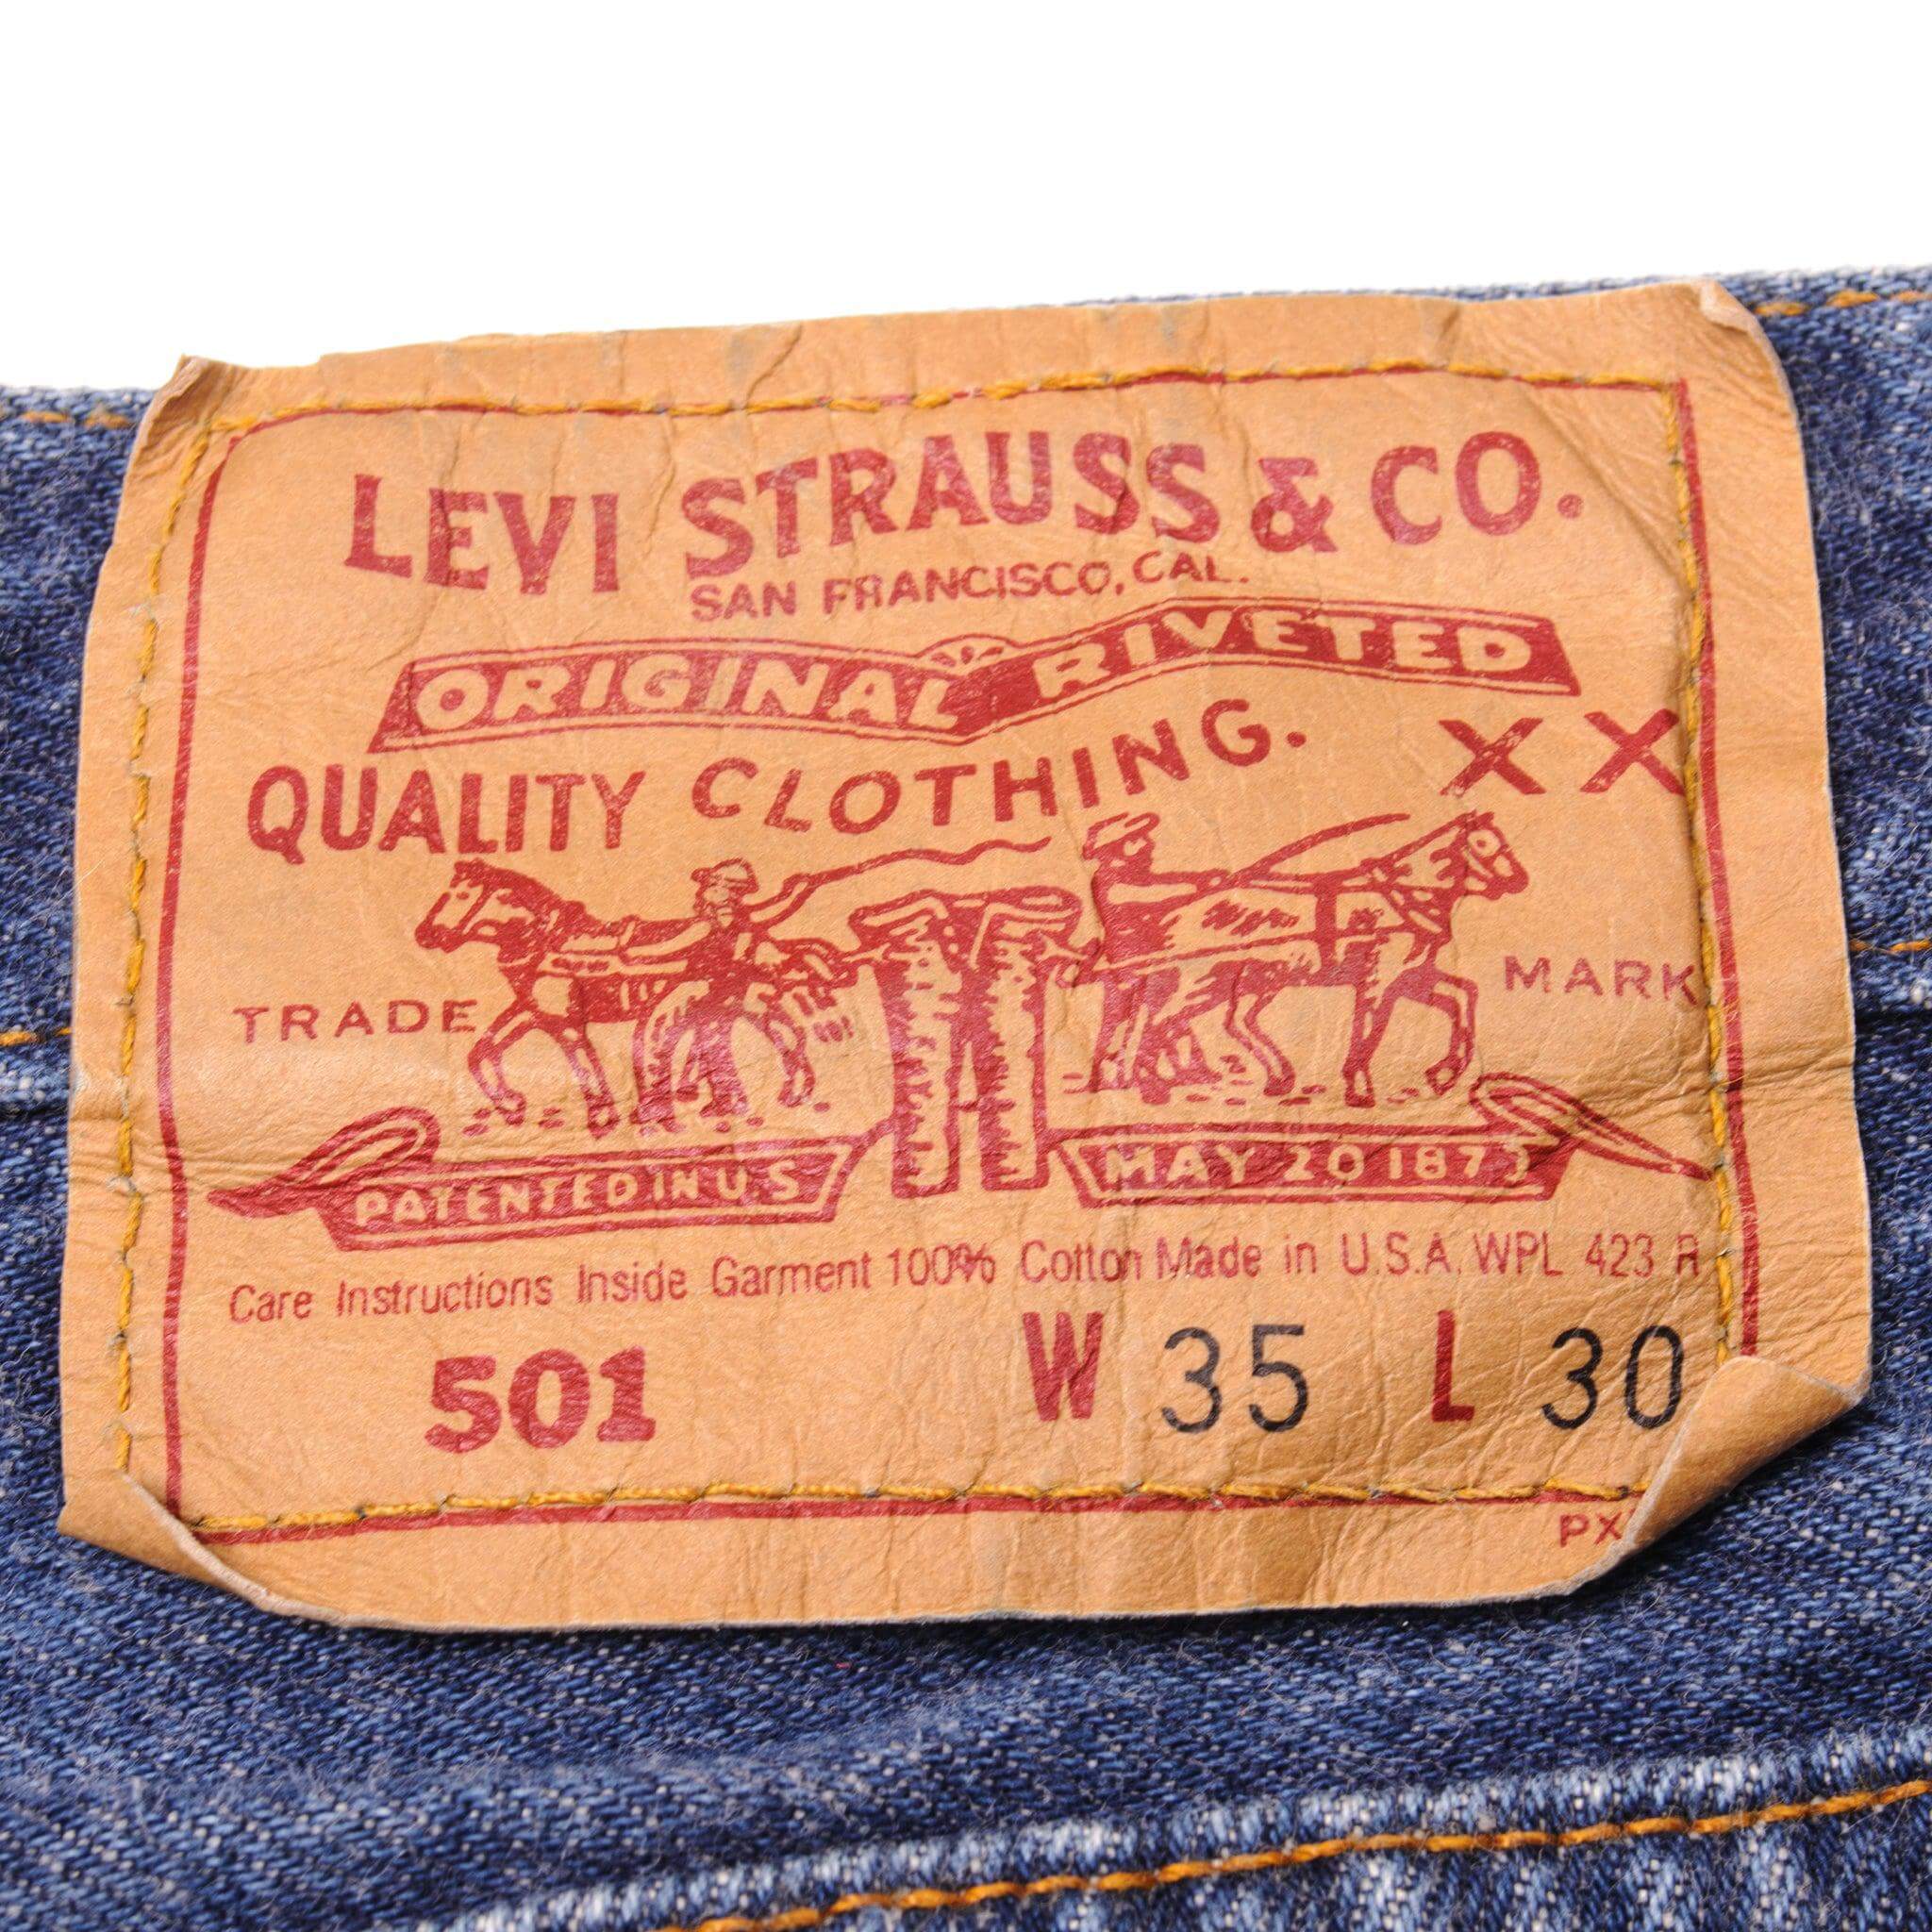 LEVI STRAUSS & CO.
SAN FRANCISCO, CAL.
ORIGINAL RIVETED
QUALITY CLOTHING. XX
TRADE MARK
PATENTED IN U S MAY 20 1873
Care Instructions Inside Garment 100% Cotton Made in U.S.A. WPL 423 R
501 W 35 L 30